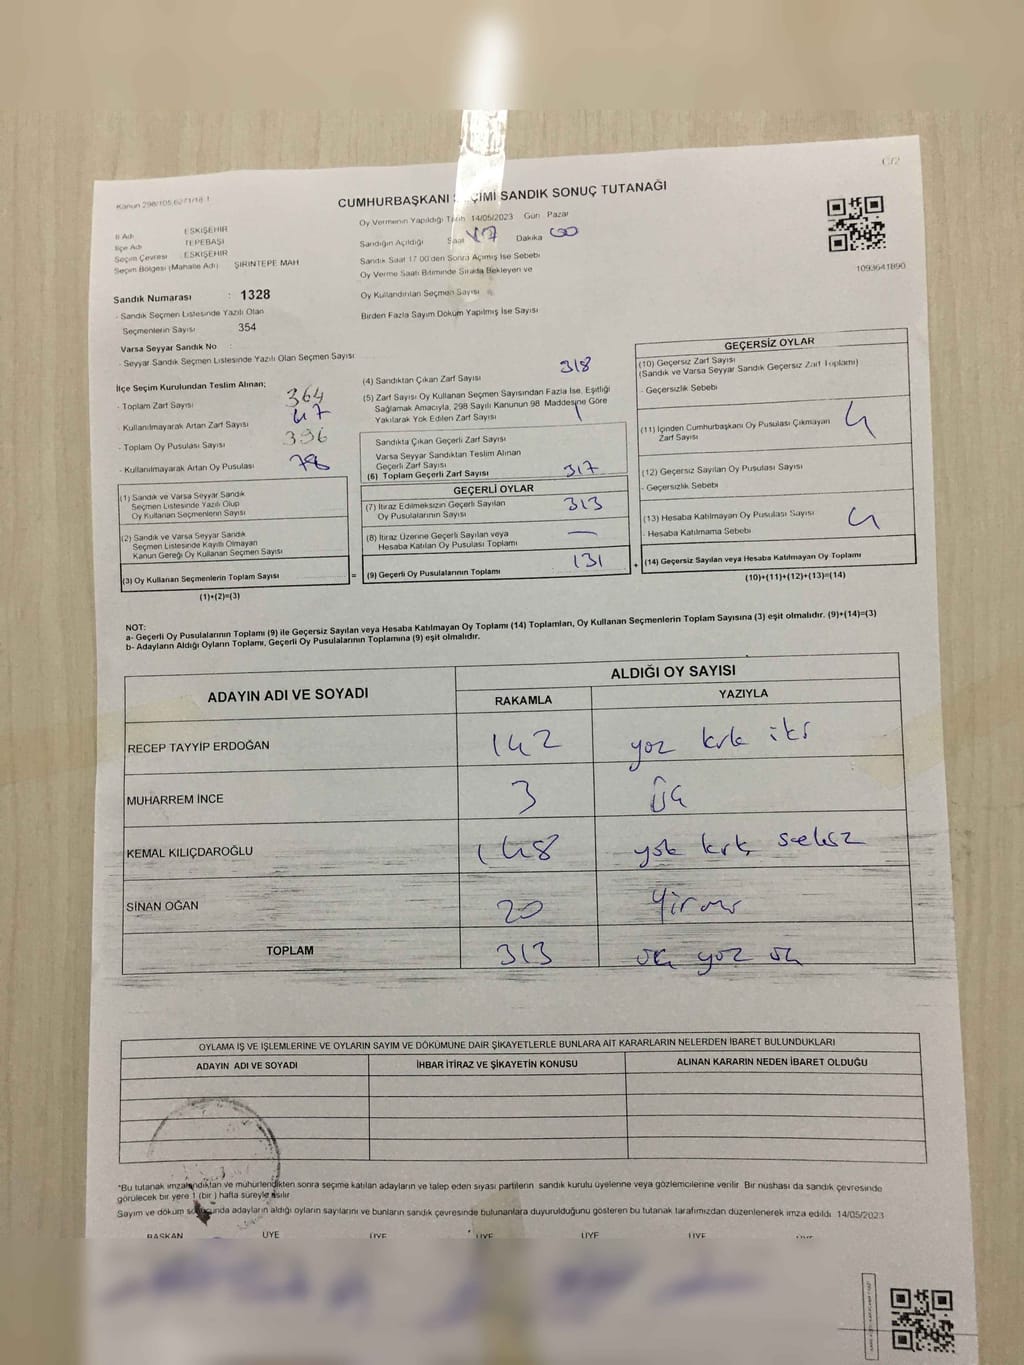 C/2
Kanun 298/105,6271/18 1
CUMHURBAŞKANI SEÇİMİ SANDIK SONUÇ TUTANAĞI
İl Adı ESKİŞEHİR
İlçe Adı TEPEBAŞI
Seçim Çevresi ESKİŞEHİR
Seçim Bölgesi (Mahalle Adı) ŞİRİNTEPE MAH
Oy Vermenin Yapıldığı Tarih 14/05/2023 Gün Pazar
Sandığın Açıldığı Saat 17 Dakika 00
Sandık Saat 17 00'den Sonra Açılmış İse Sebebi
Oy Verme Saati Bitiminde Sırada Bekleyen ve
Oy Kullandırılan Seçmen Sayısı
Birden Fazla Sayım Döküm Yapılmış İse Sayısı
1093641890
Sandık Numarası : 1328
- Sandık Seçmen Listesinde Yazılı Olan
Seçmenlerin Sayısı 354
Varsa Seyyar Sandık No :
- Seyyar Sandık Seçmen Listesinde Yazılı Olan Seçmen Sayısı
İlçe Seçim Kurulundan Teslim Alınan;
- Toplam Zarf Sayısı 364
- Kullanılmayarak Artan Zarf Sayısı 47
- Toplam Oy Pusulası Sayısı 396
- Kullanılmayarak Artan Oy Pusulası 78
(1) Sandık ve Varsa Seyyar Sandık
Seçmen Listesinde Yazılı Olup
Oy Kullanan Seçmenlerin Sayısı
(2) Sandık ve Varsa Seyyar Sandık
Seçmen Listesinde Kayıtlı Olmayan
Kanun Gereği Oy Kullanan Seçmen Sayısı
(3) Oy Kullanan Seçmenlerin Toplam Sayısı
(1)+(2)=(3)
(4) Sandıktan Çıkan Zarf Sayısı 318
(5) Zarf Sayısı Oy Kullanan Seçmen Sayısından Fazla İse, Eşitliği
Sağlamak Amacıyla, 298 Sayılı Kanunun 98. Maddesine Göre
Yakılarak Yok Edilen Zarf Sayısı 1
Sandıkta Çıkan Geçerli Zarf Sayısı
Varsa Seyyar Sandıktan Teslim Alınan
Geçerli Zarf Sayısı
(6) Toplam Geçerli Zarf Sayısı 317
GEÇERLİ OYLAR
(7) İtiraz Edilmeksizin Geçerli Sayılan
Oy Pusulalarının Sayısı 313
(8) İtiraz Üzerine Geçerli Sayılan veya
Hesaba Katılan Oy Pusulası Toplamı —
= (9) Geçerli Oy Pusulalarının Toplamı 131 +
GEÇERSİZ OYLAR
(10) Geçersiz Zarf Sayısı
(Sandık ve Varsa Seyyar Sandık Geçersiz Zarf Toplamı)
- Geçersizlik Sebebi
(11) İçinden Cumhurbaşkanı Oy Pusulası Çıkmayan
Zarf Sayısı 4
(12) Geçersiz Sayılan Oy Pusulası Sayısı
- Geçersizlik Sebebi
(13) Hesaba Katılmayan Oy Pusulası Sayısı 4
- Hesaba Katılmama Sebebi
(14) Geçersiz Sayılan veya Hesaba Katılmayan Oy Toplamı
(10)+(11)+(12)+(13)=(14)
NOT:
a- Geçerli Oy Pusulalarının Toplamı (9) ile Geçersiz Sayılan veya Hesaba Katılmayan Oy Toplamı (14) Toplamları, Oy Kullanan Seçmenlerin Toplam Sayısına (3) eşit olmalıdır. (9)+(14)=(3)
b- Adayların Aldığı Oyların Toplamı, Geçerli Oy Pusulalarının Toplamına (9) eşit olmalıdır.
ADAYIN ADI VE SOYADI ALDIĞI OY SAYISI
RAKAMLA YAZIYLA
RECEP TAYYİP ERDOĞAN 142 yüz kırk iki
MUHARREM İNCE 3 üç
KEMAL KILIÇDAROĞLU 148 yüz kırk sekiz
SİNAN OĞAN 20 Yirmi
TOPLAM 313 üç yüz on
OYLAMA İŞ VE İŞLEMLERİNE VE OYLARIN SAYIM VE DÖKÜMÜNE DAİR ŞİKAYETLERLE BUNLARA AİT KARARLARIN NELERDEN İBARET BULUNDUKLARI
ADAYIN ADI VE SOYADI İHBAR İTİRAZ VE ŞİKAYETİN KONUSU ALINAN KARARIN NEDEN İBARET OLDUĞU
*Bu tutanak imzalandıktan ve mühürlendikten sonra seçime katılan adayların ve talep eden siyasi partilerin sandık kurulu üyelerine veya gözlemcilerine verilir. Bir nüshası da sandık çevresinde
görülecek bir yere 1 (bir) hafta süreyle asılır
Sayım ve döküm sonucunda adayların aldığı oyların sayılarını ve bunların sandık çevresinde bulunanlara duyurulduğunu gösteren bu tutanak tarafımızdan düzenlenerek imza edildi. 14/05/2023
BAŞKAN ÜYE ÜYE ÜYE ÜYE ÜYE